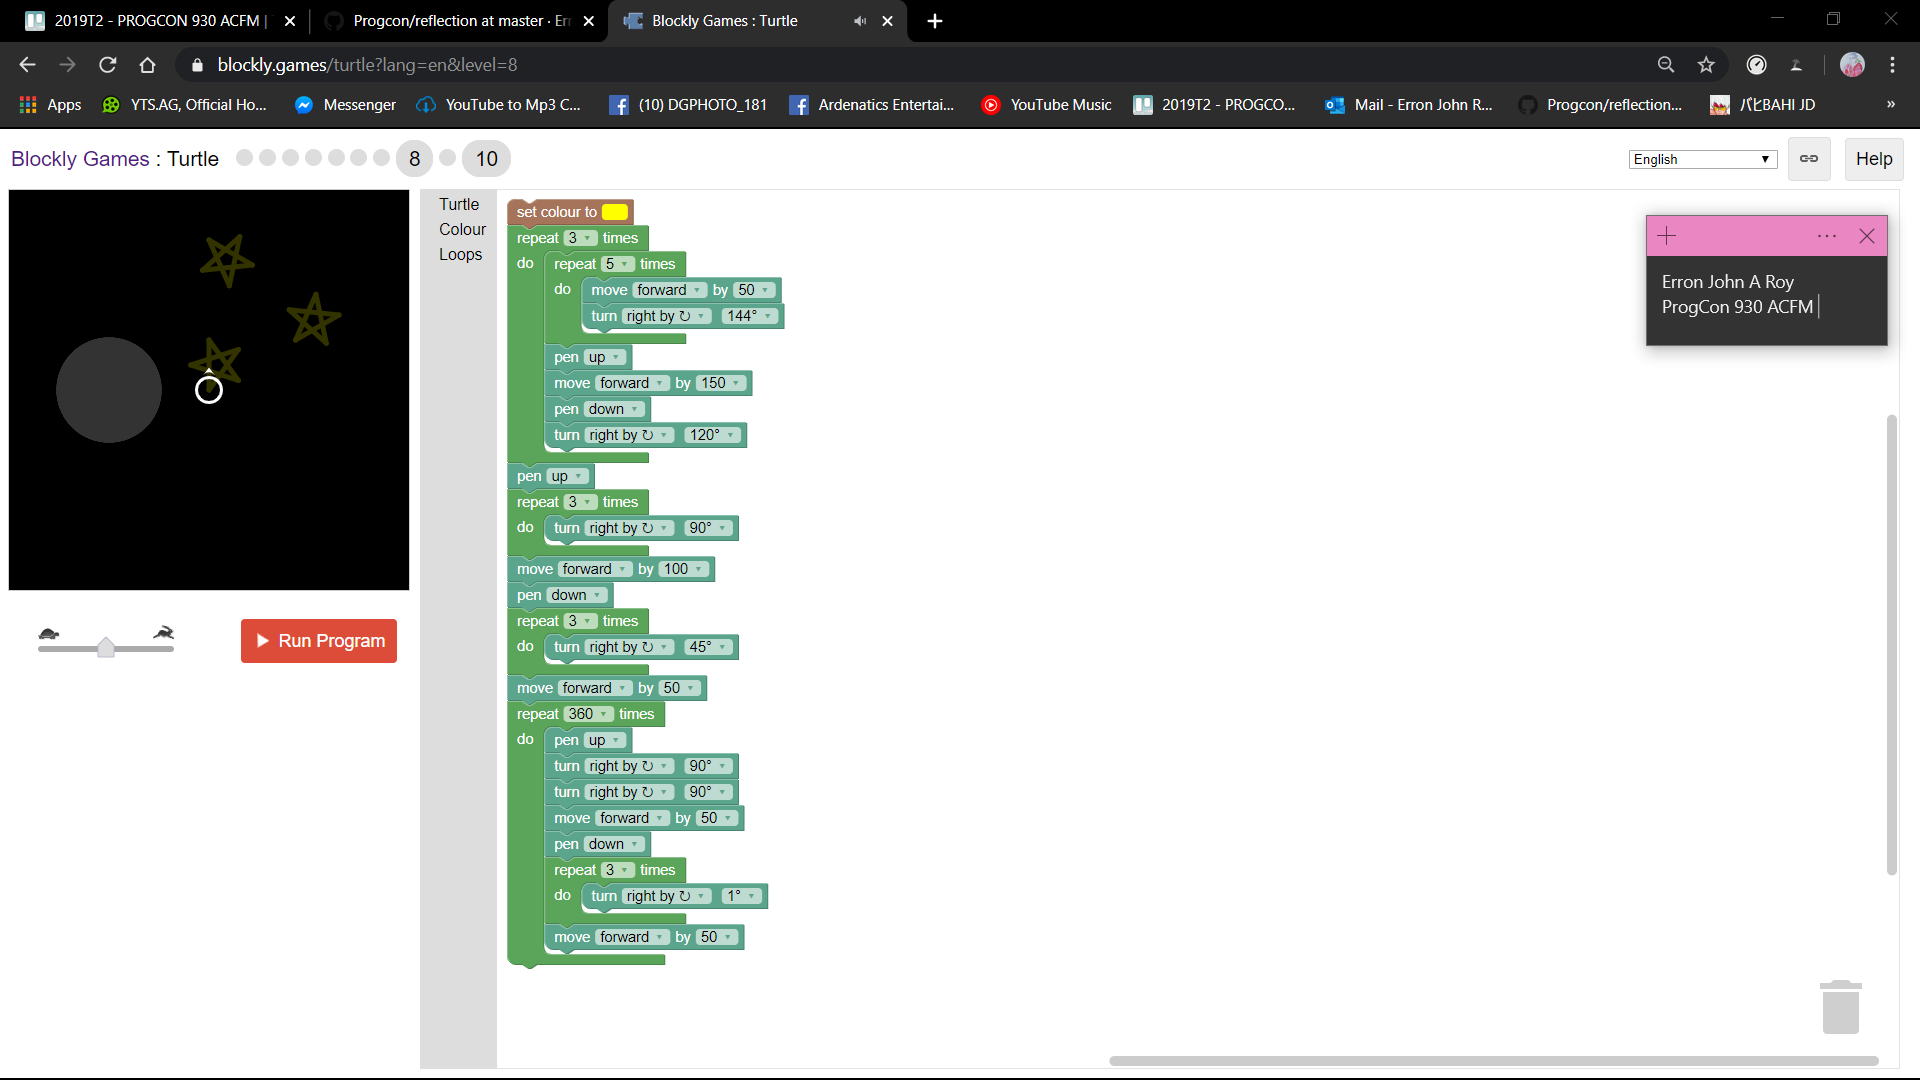 2019T2 - PROGCON 930 ACFM |
Progcon/reflection at master · Er
Blockly Games : Turtle
blockly.games/turtle?lang=en&level=8
Apps
YTS.AG, Official Ho...
Messenger
YouTube to Mp3 C...
(10) DGPHOTO_181
Ardenatics Entertai...
YouTube Music
2019T2 - PROGCO...
Mail - Erron John R...
Progcon/reflection...
バヒBAHI JD
»
Blockly Games : Turtle
8
10
English
Help
Turtle
Colour
Loops
set colour to
repeat 3 times
do repeat 5 times
do move forward by 50
turn right by ↻ 144°
pen up
move forward by 150
pen down
turn right by ↻ 120°
pen up
repeat 3 times
do turn right by ↻ 90°
move forward by 100
pen down
repeat 3 times
do turn right by ↻ 45°
move forward by 50
repeat 360 times
do pen up
turn right by ↻ 90°
turn right by ↻ 90°
move forward by 50
pen down
repeat 3 times
do turn right by ↻ 1°
move forward by 50
Run Program
Erron John A Roy
ProgCon 930 ACFM